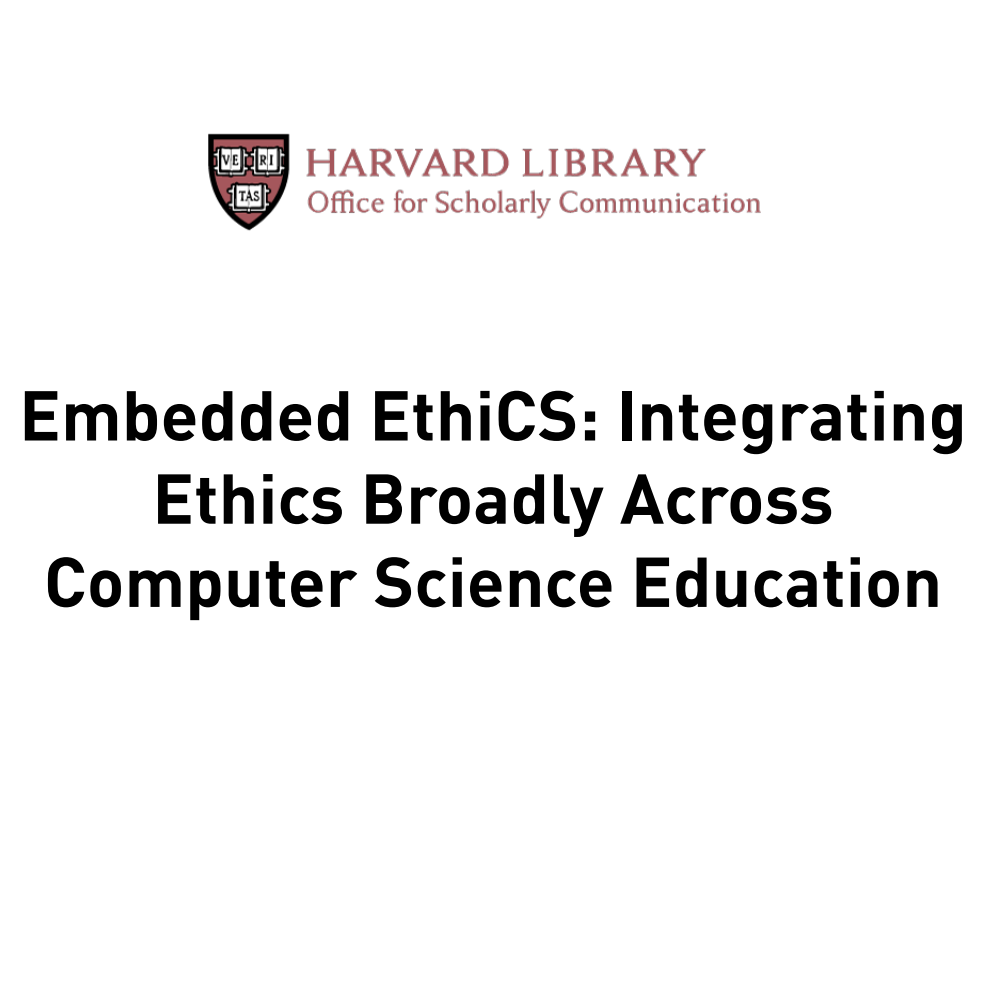 VE RI
TAS
HARVARD LIBRARY
Office for Scholarly Communication
Embedded EthiCS: Integrating
Ethics Broadly Across
Computer Science Education